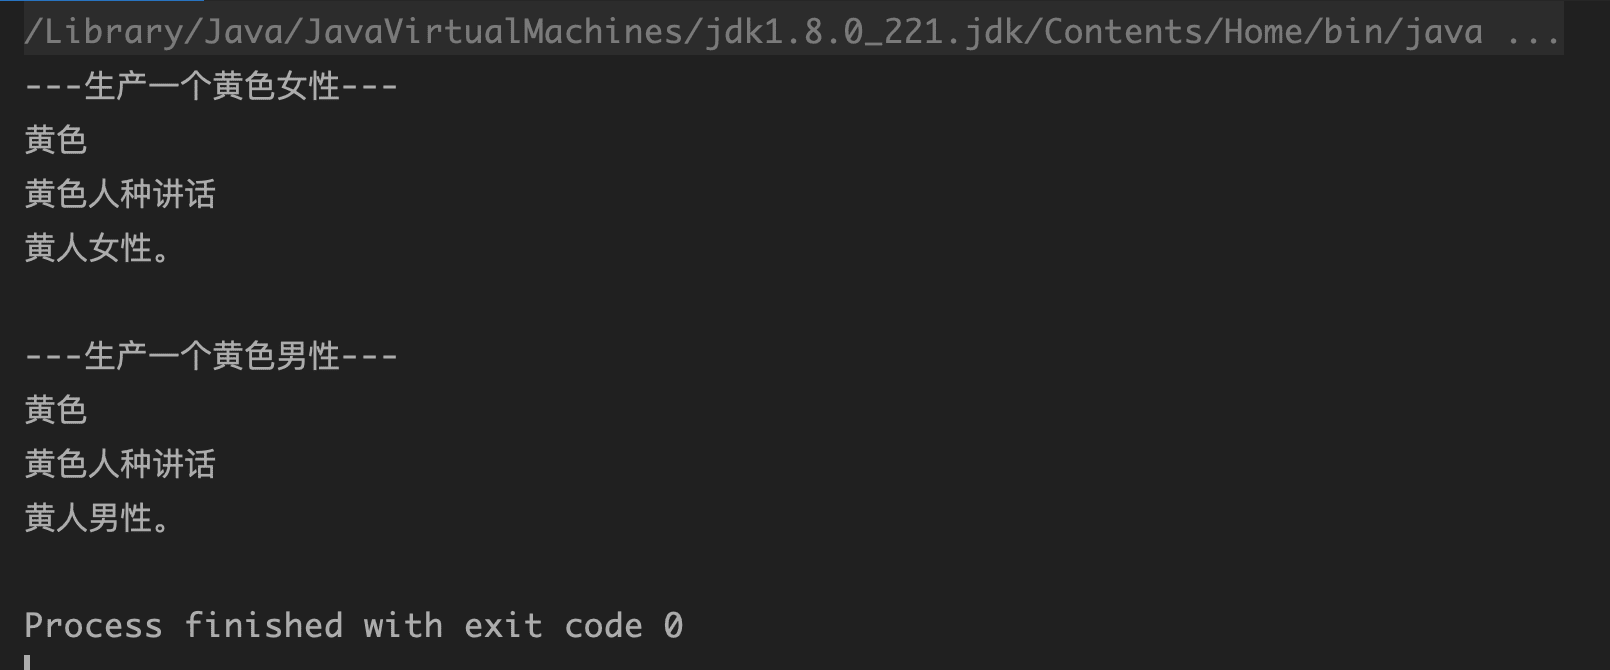 /Library/Java/JavaVirtualMachines/jdk1.8.0_221.jdk/Contents/Home/bin/java ...
---生产一个黄色女性---
黄色
黄色人种讲话
黄人女性。
---生产一个黄色男性---
黄色
黄色人种讲话
黄人男性。
Process finished with exit code 0